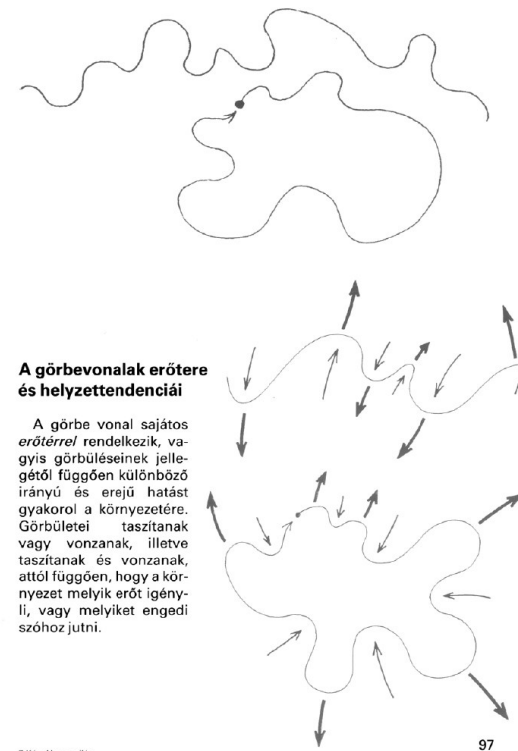 A görbevonalak erőtere
és helyzettendenciái
A görbe vonal sajátos
erőtérrel rendelkezik, va-
gyis görbüléseinek jelle-
gétől függően különböző
irányú és erejű hatást
gyakorol a környezetére.
Görbületei taszítanak
vagy vonzanak, illetve
taszítanak és vonzanak,
attól függően, hogy a kör-
nyezet melyik erőt igény-
li, vagy melyiket engedi
szóhoz jutni.
97